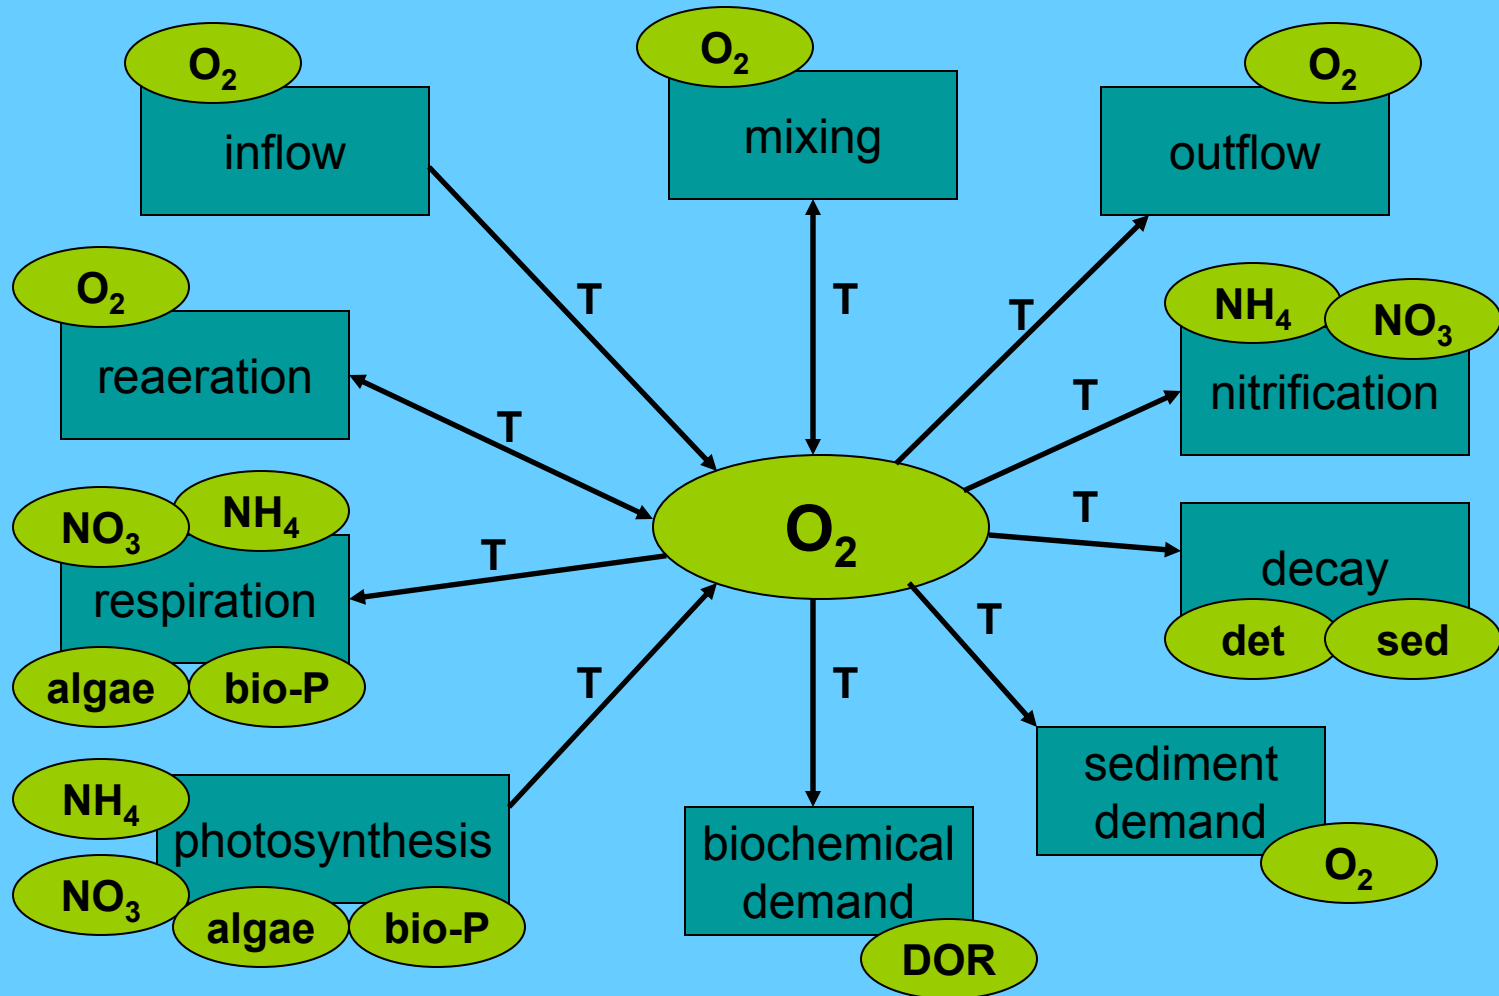 O₂
inflow
O₂
mixing
O₂
outflow
T
T
T
O₂
reaeration
T
NH₄
NO₃
nitrification
T
NO₃
NH₄
respiration
algae
bio-P
T
O₂
T
decay
det
sed
T
T
T
sediment
demand
O₂
NH₄
NO₃
photosynthesis
algae
bio-P
biochemical
demand
DOR